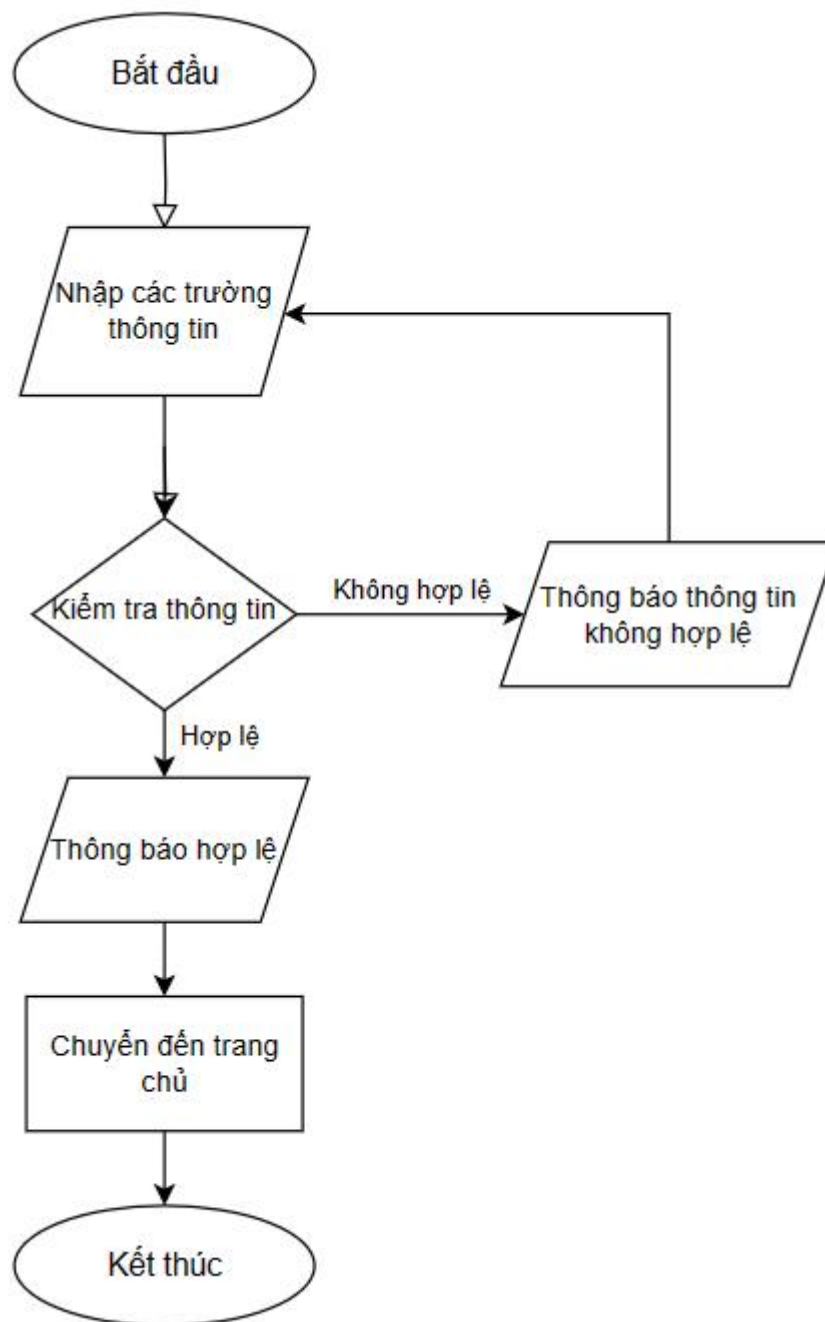 Bắt đầu
Nhập các trường
thông tin
Kiểm tra thông tin
Không hợp lệ
Thông báo thông tin
không hợp lệ
Hợp lệ
Thông báo hợp lệ
Chuyển đến trang
chủ
Kết thúc